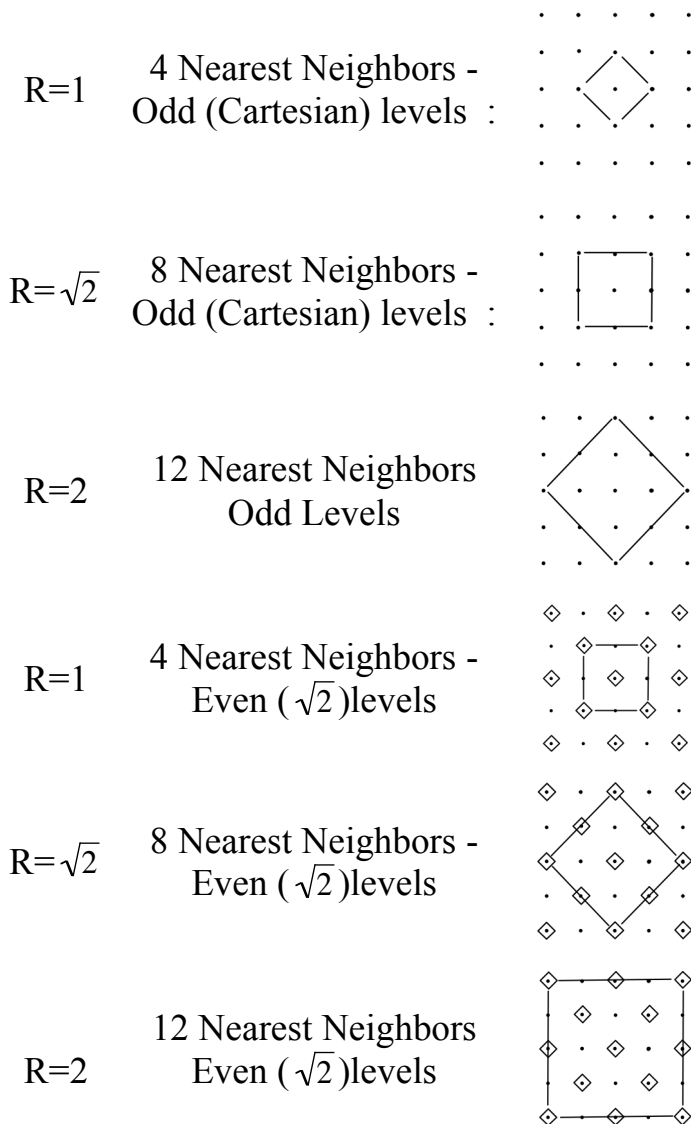 R=1
4 Nearest Neighbors -
Odd (Cartesian) levels :
R=√2
8 Nearest Neighbors -
Odd (Cartesian) levels :
R=2
12 Nearest Neighbors
Odd Levels
R=1
4 Nearest Neighbors -
Even (√2)levels
R=√2
8 Nearest Neighbors -
Even (√2)levels
R=2
12 Nearest Neighbors
Even (√2)levels